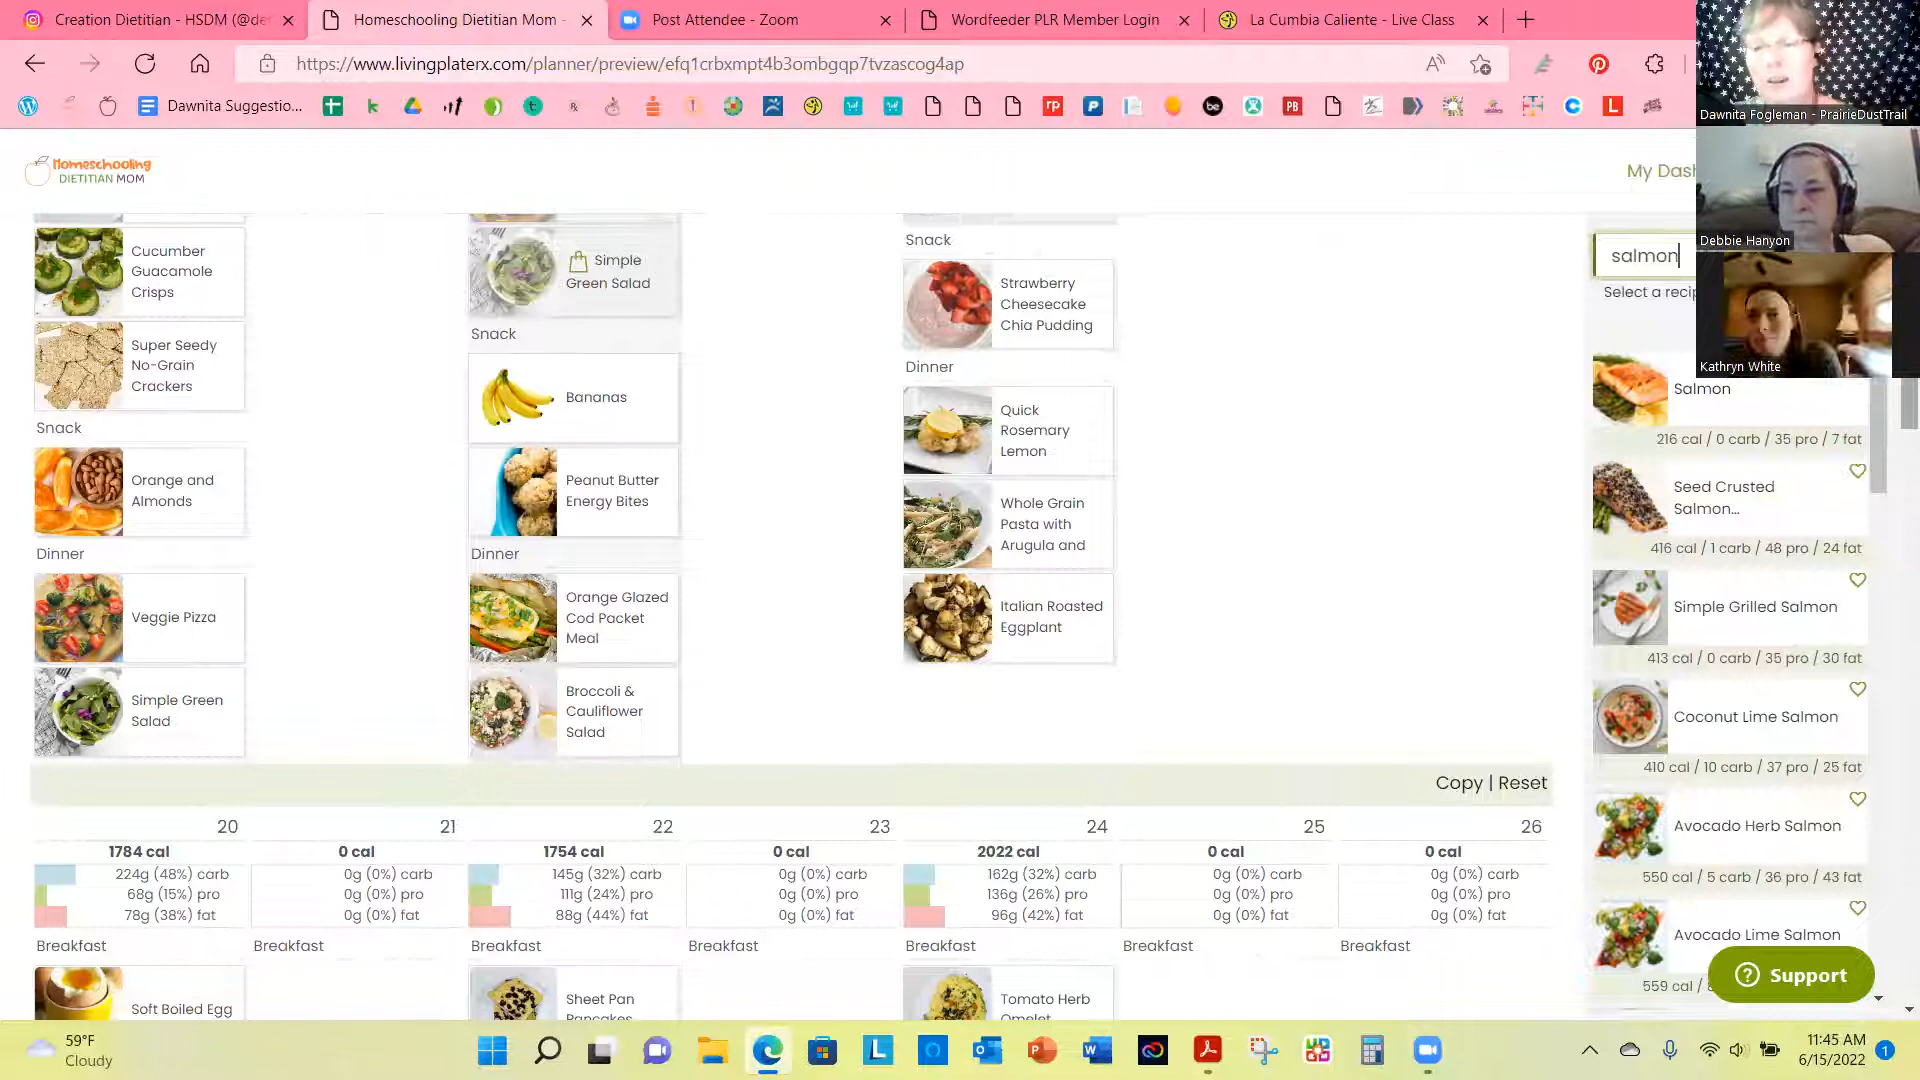 Creation Dietitian - HSDM (@de
Homeschooling Dietitian Mom -
Post Attendee - Zoom
Wordfeeder PLR Member Login
La Cumbia Caliente - Live Class
https://www.livingplaterx.com/planner/preview/efq1crbxmpt4b3ombgqp7tvzascog4ap
Dawnita Suggestio...
Dawnita Fogleman - PrairieDustTrail
Debbie Hanyon
Kathryn White
Homeschooling
DIETITIAN MOM
My Dash
Cucumber
Guacamole
Crisps
Super Seedy
No-Grain
Crackers
Snack
Orange and
Almonds
Dinner
Veggie Pizza
Simple Green
Salad
Simple
Green Salad
Snack
Bananas
Peanut Butter
Energy Bites
Dinner
Orange Glazed
Cod Packet
Meal
Broccoli &
Cauliflower
Salad
Snack
Strawberry
Cheesecake
Chia Pudding
Dinner
Quick
Rosemary
Lemon
Whole Grain
Pasta with
Arugula and
Italian Roasted
Eggplant
salmon
Select a recip
Salmon
216 cal / 0 carb / 35 pro / 7 fat
Seed Crusted
Salmon...
416 cal / 1 carb / 48 pro / 24 fat
Simple Grilled Salmon
413 cal / 0 carb / 35 pro / 30 fat
Coconut Lime Salmon
410 cal / 10 carb / 37 pro / 25 fat
Avocado Herb Salmon
550 cal / 5 carb / 36 pro / 43 fat
Avocado Lime Salmon
559 cal /
Support
Copy | Reset
20
1784 cal
224g (48%) carb
68g (15%) pro
78g (38%) fat
Breakfast
Soft Boiled Egg
21
0 cal
0g (0%) carb
0g (0%) pro
0g (0%) fat
Breakfast
22
1754 cal
145g (32%) carb
111g (24%) pro
88g (44%) fat
Breakfast
Sheet Pan
Pancakes
23
0 cal
0g (0%) carb
0g (0%) pro
0g (0%) fat
Breakfast
24
2022 cal
162g (32%) carb
136g (26%) pro
96g (42%) fat
Breakfast
Tomato Herb
Omelet
25
0 cal
0g (0%) carb
0g (0%) pro
0g (0%) fat
Breakfast
26
0 cal
0g (0%) carb
0g (0%) pro
0g (0%) fat
Breakfast
59°F
Cloudy
11:45 AM
6/15/2022
1